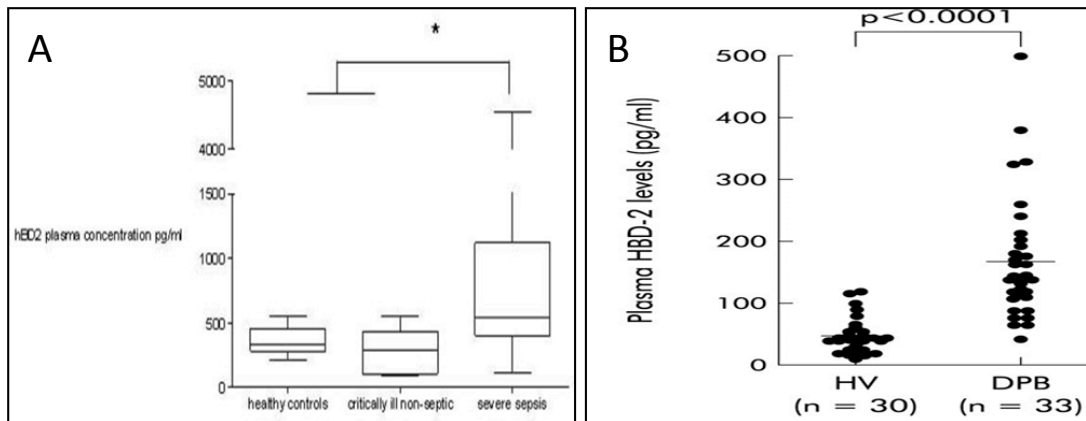 A
*
5000
4000
1500
hBD2 plasma concentration pg/ml
1000
500
0
healthy controls critically ill non-septic severe sepsis
B
p<0.0001
Plasma HBD-2 levels (pg/ml)
500
400
300
200
100
0
HV DPB
(n = 30) (n = 33)